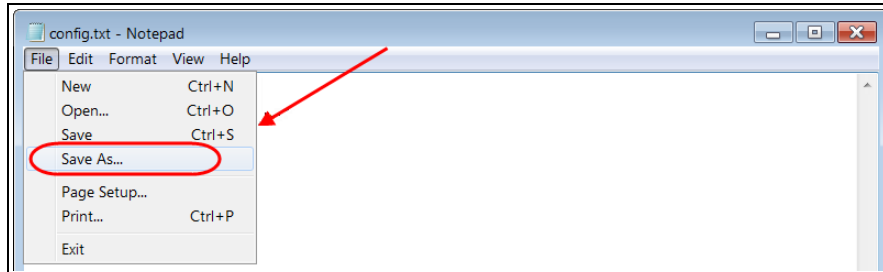 config.txt - Notepad
File Edit Format View Help
New Ctrl+N
Open... Ctrl+O
Save Ctrl+S
Save As...
Page Setup...
Print... Ctrl+P
Exit